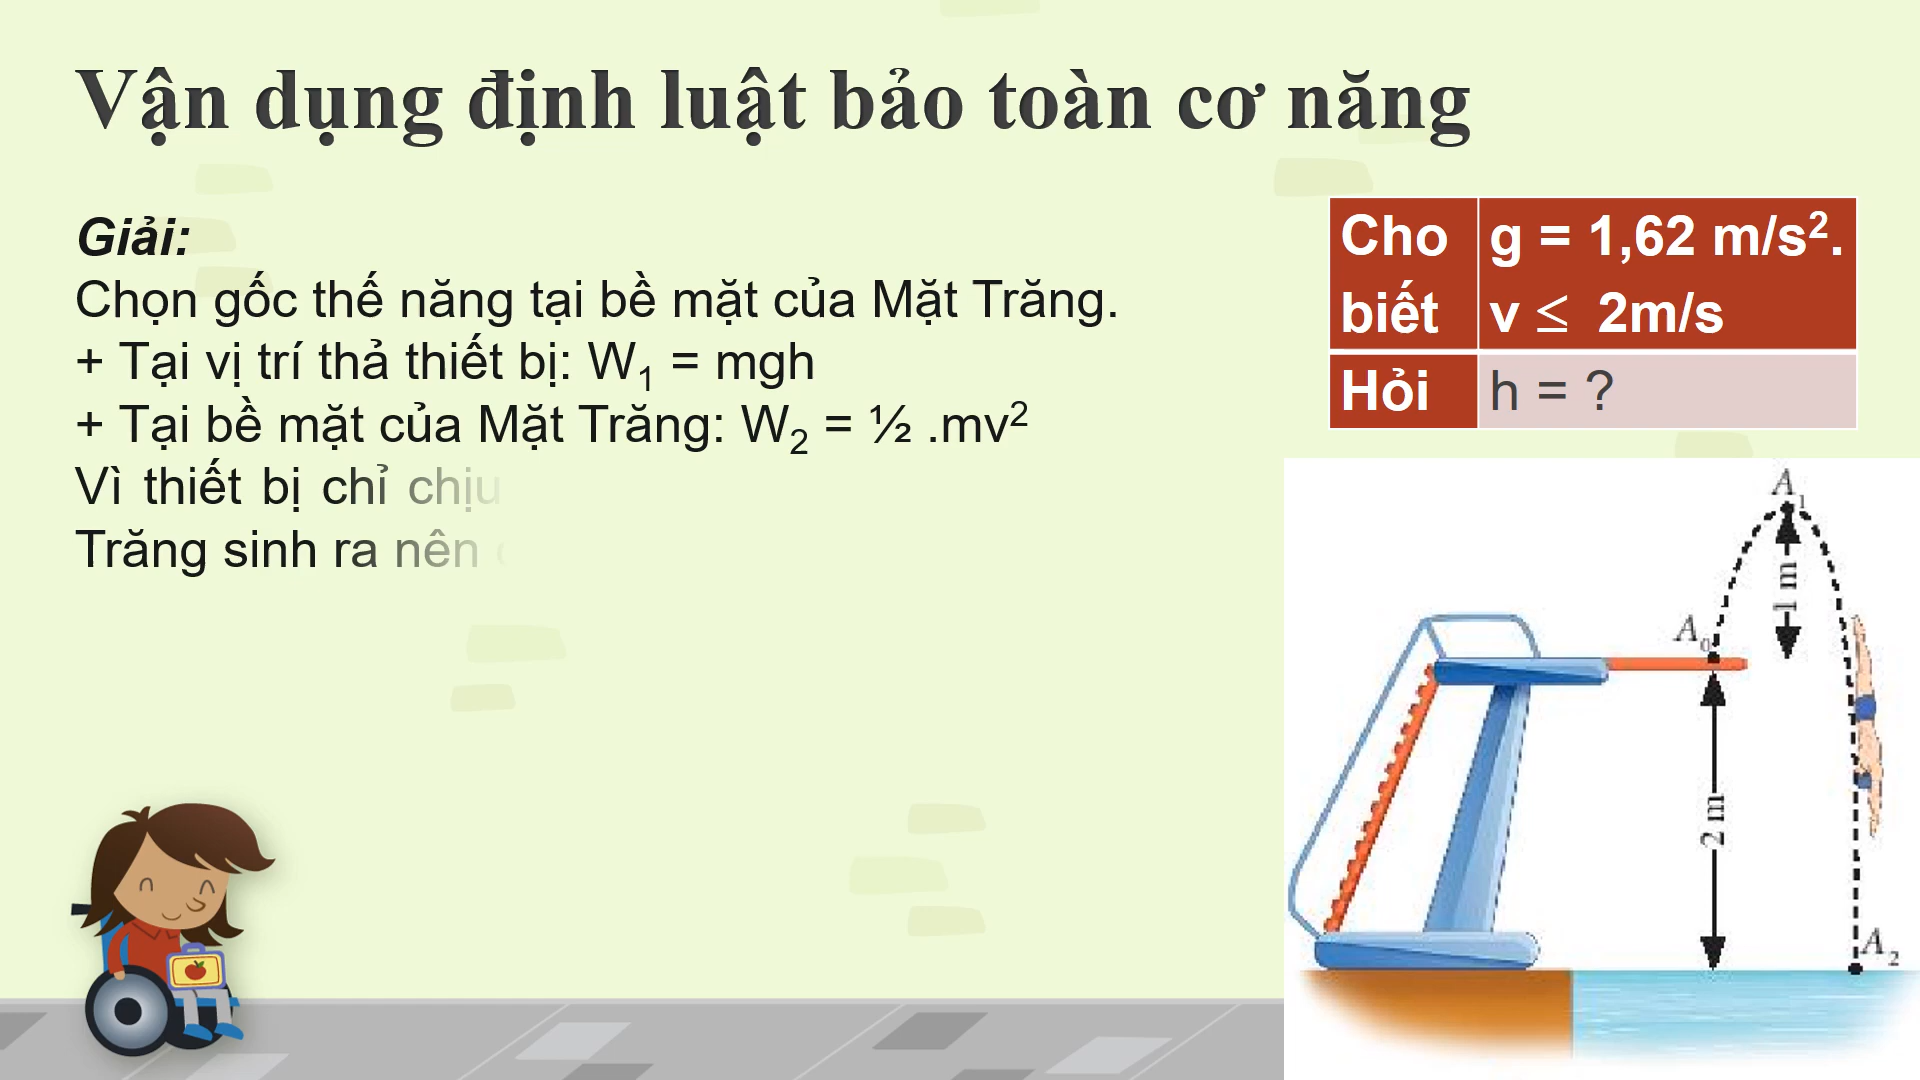 Vận dụng định luật bảo toàn cơ năng
Giải:
Chọn gốc thế năng tại bề mặt của Mặt Trăng.
+ Tại vị trí thả thiết bị: W₁ = mgh
+ Tại bề mặt của Mặt Trăng: W₂ = ½ .mv²
Vì thiết bị chỉ chịu
Trăng sinh ra nên
Cho biết
g = 1,62 m/s².
v ≤ 2m/s
Hỏi
h = ?
A₁
1 m
A₀
2 m
A₂